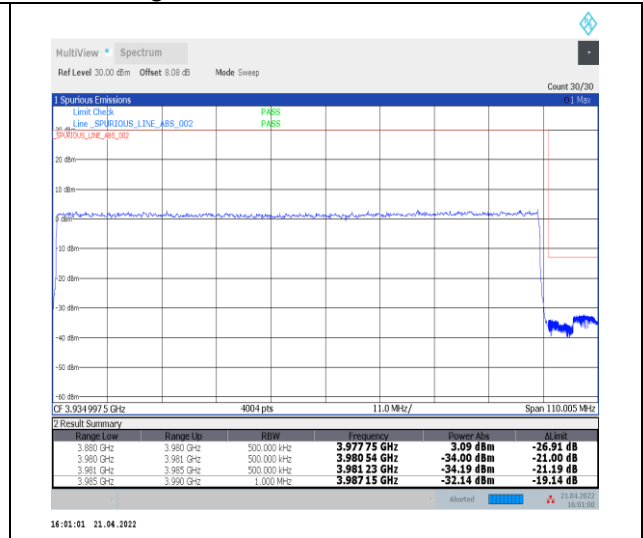 MultiView Spectrum
Ref Level 30.00 dBm Offset 8.08 dB Mode Sweep
Count 30/30
1 Spurious Emissions 1 Max
Limit Check PASS
Line _SPURIOUS_LINE_ABS_002 PASS
_SPURIOUS_LINE_ABS_002
20 dBm
10 dBm
0 dBm
-10 dBm
-20 dBm
-30 dBm
-40 dBm
-50 dBm
-60 dBm
CF 3.9349975 GHz 4004 pts 11.0 MHz/ Span 110.005 MHz
2 Result Summary
Range Low Range Up RBW Frequency Power Abs ΔLimit
3.880 GHz 3.980 GHz 500.000 kHz 3.97775 GHz 3.09 dBm -26.91 dB
3.980 GHz 3.981 GHz 500.000 kHz 3.98054 GHz -34.00 dBm -21.00 dB
3.981 GHz 3.985 GHz 500.000 kHz 3.98123 GHz -34.19 dBm -21.19 dB
3.985 GHz 3.990 GHz 1.000 MHz 3.98715 GHz -32.14 dBm -19.14 dB
Aborted 21.04.2022
16:01:00
16:01:01 21.04.2022